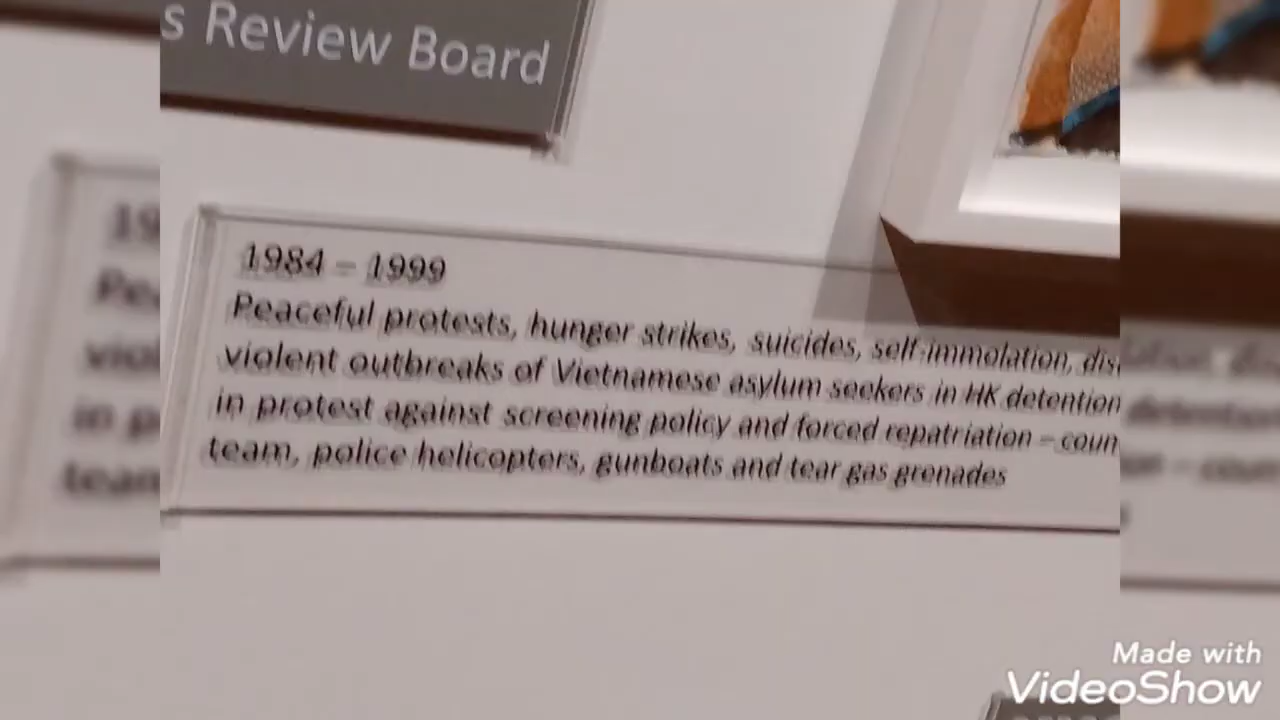 s Review Board
1984 – 1999
Peaceful protests, hunger strikes, suicides, self-immolation, dis
violent outbreaks of Vietnamese asylum seekers in HK detention
in protest against screening policy and forced repatriation – coun
team, police helicopters, gunboats and tear gas grenades
Made with
VideoShow